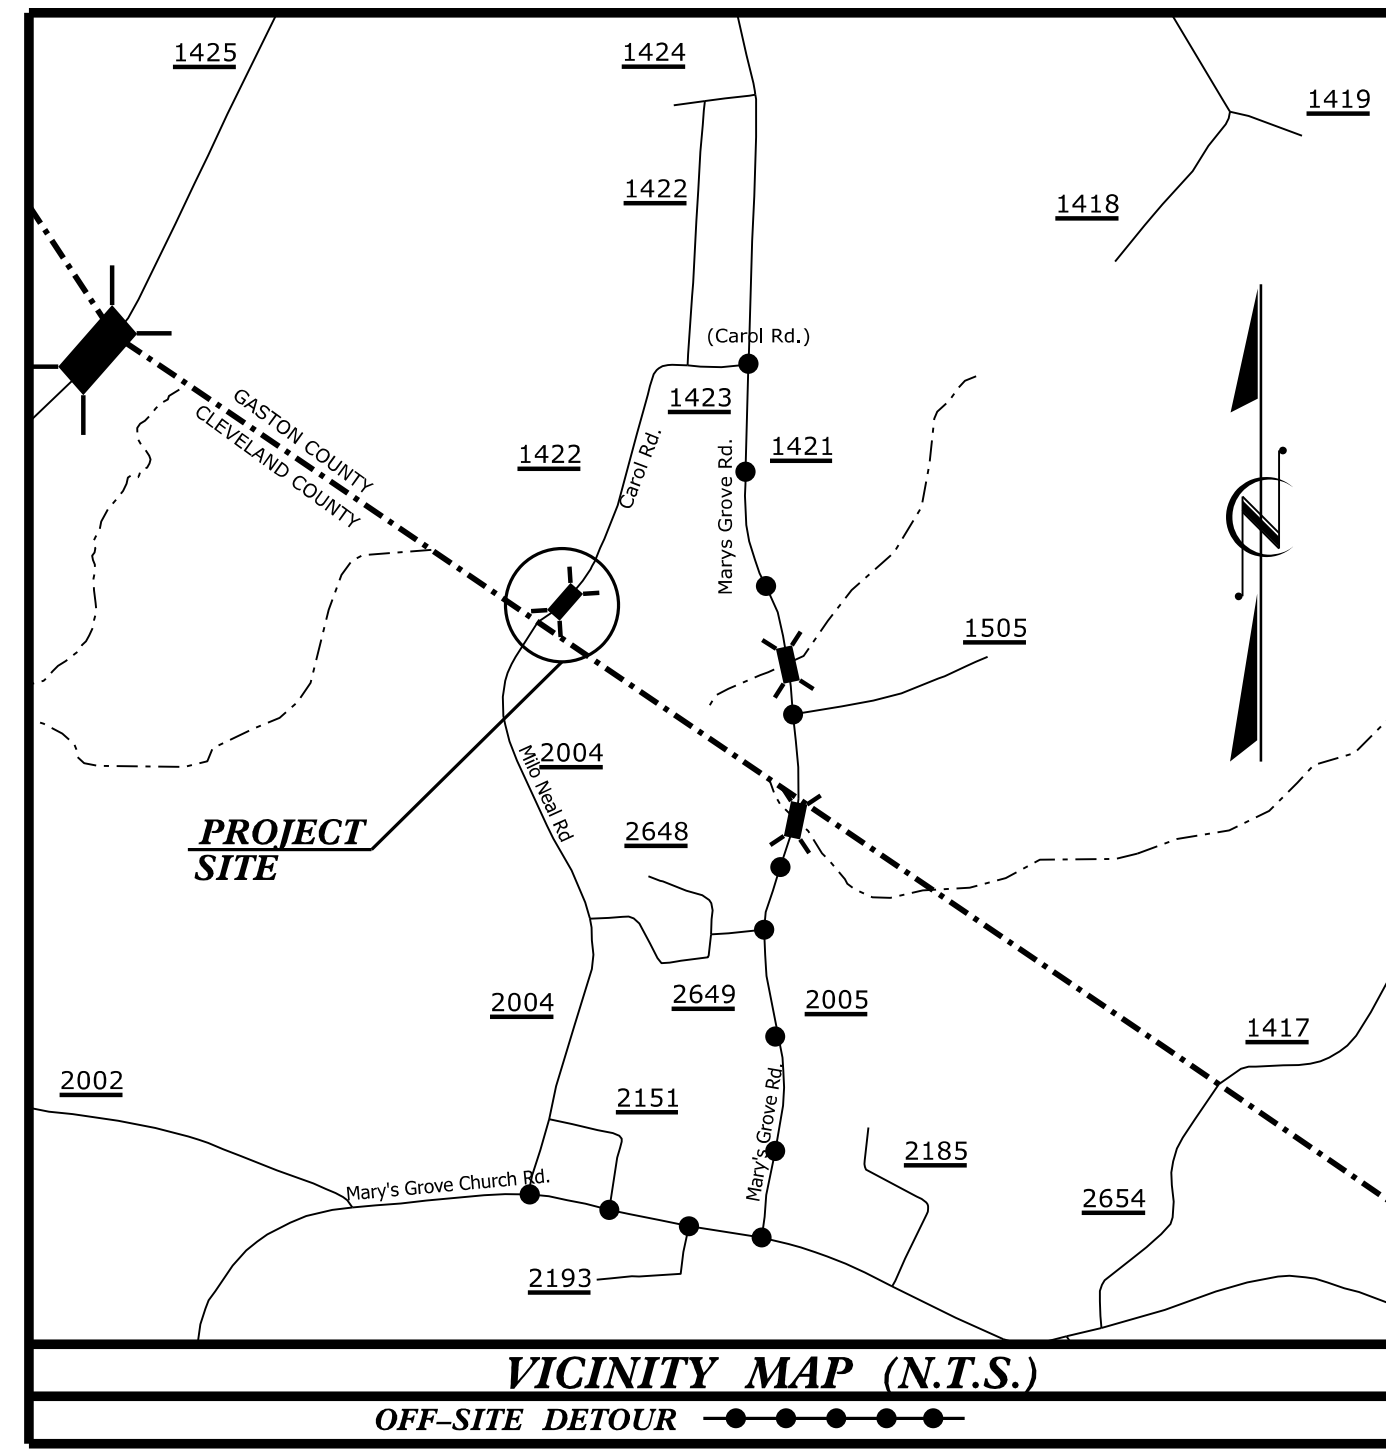 1425
1424
1419
1422
1418
(Carol Rd.)
1423
GASTON COUNTY
CLEVELAND COUNTY
1422
Carol Rd.
Marys Grove Rd.
1421
N
1505
2004
Milo Neal Rd
PROJECT
SITE
2648
2004
2649
2005
1417
2002
2151
Mary's Grove Rd.
2185
Mary's Grove Church Rd.
2654
2193
VICINITY MAP (N.T.S.)
OFF–SITE DETOUR